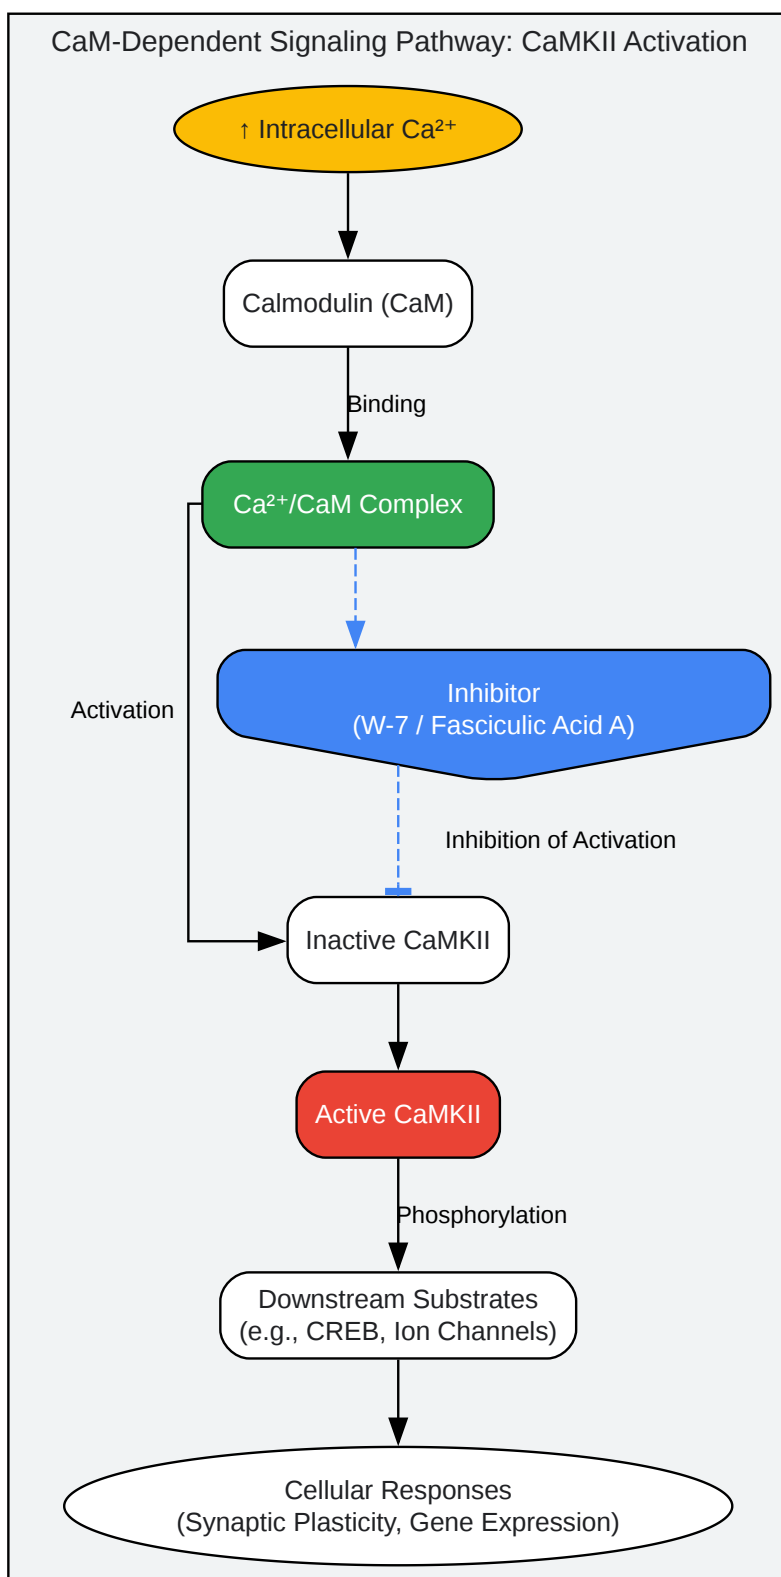 CaM-Dependent Signaling Pathway: CaMKII Activation
↑ Intracellular Ca²⁺
Calmodulin (CaM)
Binding
Ca²⁺/CaM Complex
Activation
Inhibitor
(W-7 / Fasciculic Acid A)
Inhibition of Activation
Inactive CaMKII
Active CaMKII
Phosphorylation
Downstream Substrates
(e.g., CREB, Ion Channels)
Cellular Responses
(Synaptic Plasticity, Gene Expression)